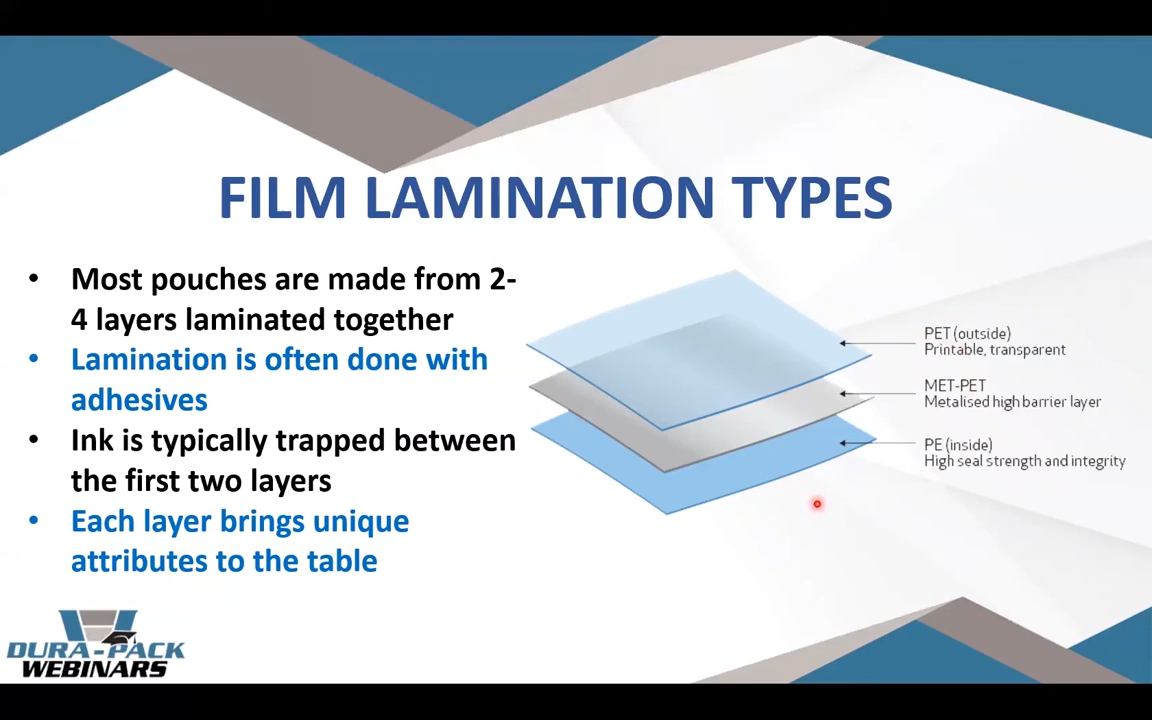 FILM LAMINATION TYPES
• Most pouches are made from 2-
4 layers laminated together
• Lamination is often done with
adhesives
• Ink is typically trapped between
the first two layers
• Each layer brings unique
attributes to the table
PET (outside)
Printable, transparent
MET-PET
Metalised high barrier layer
PE (inside)
High seal strength and integrity
DURA-PACK
WEBINARS